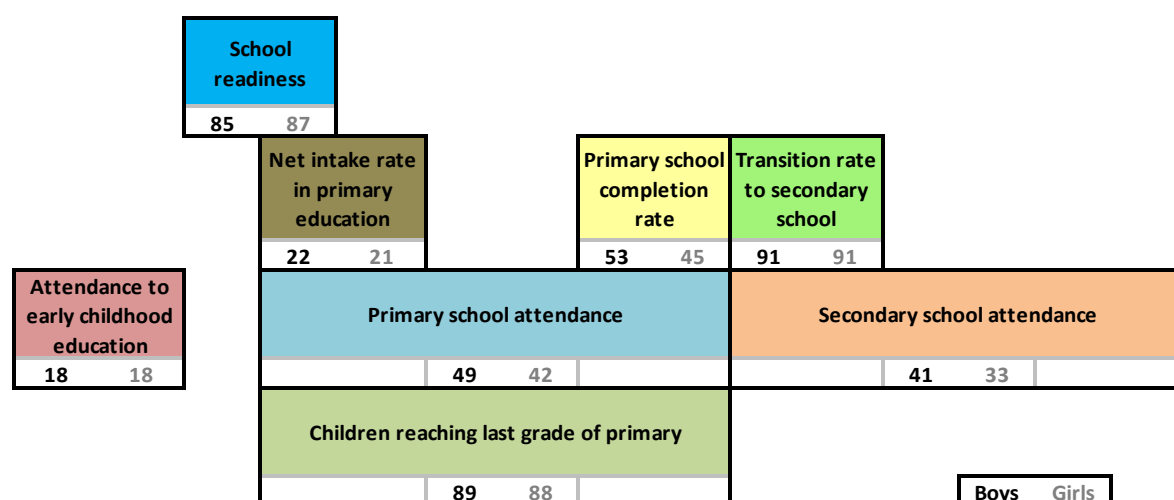 School
readiness
85 87
Net intake rate
in primary
education
22 21
Primary school
completion
rate
53 45
Transition rate
to secondary
school
91 91
Attendance to
early childhood
education
18 18
Primary school attendance
49 42
Secondary school attendance
41 33
Children reaching last grade of primary
89 88
Boys Girls